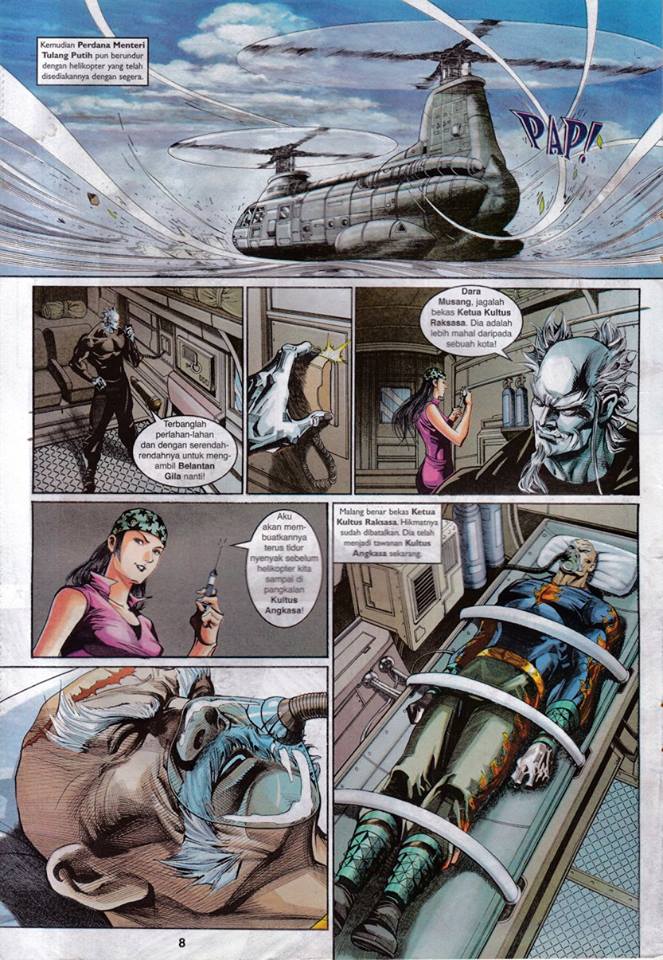 Kemudian Perdana Menteri
Tulang Putih pun berundur
dengan helikopter yang telah
disediakannya dengan segera.
PAP!
Terbanglah
perlahan-lahan
dan dengan serendah-
rendahnya untuk meng-
ambil Belantan
Gila nanti!
Dara
Musang, jagalah
bekas Ketua Kultus
Raksasa. Dia adalah
lebih mahal daripada
sebuah kota!
Aku
akan mem-
buatkannya
terus tidur
nyenyak sebelum
helikopter kita
sampai di
pangkalan
Kultus
Angkasa!
Malang benar bekas Ketua
Kultus Raksasa. Hikmatnya
sudah dibatalkan. Dia telah
menjadi tawanan Kultus
Angkasa sekarang.
8